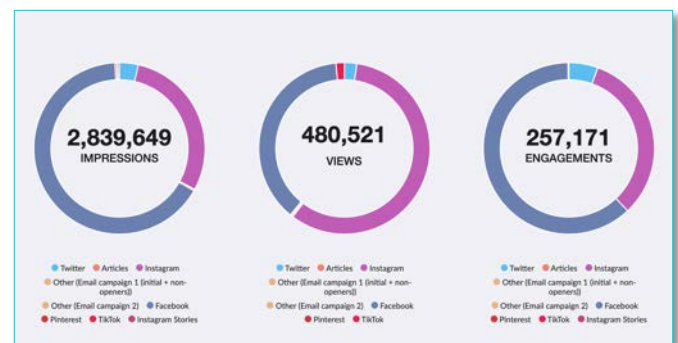 2,839,649
IMPRESSIONS
480,521
VIEWS
257,171
ENGAGEMENTS
Twitter Articles Instagram
Other (Email campaign 1 (initial + non-
openers))
Other (Email campaign 2) Facebook
Pinterest TikTok Instagram Stories
Twitter Articles Instagram
Other (Email campaign 1 (initial + non-
openers))
Other (Email campaign 2) Facebook
Pinterest TikTok
Twitter Articles Instagram
Other (Email campaign 1 (initial + non-
openers))
Other (Email campaign 2) Facebook
Pinterest TikTok Instagram Stories